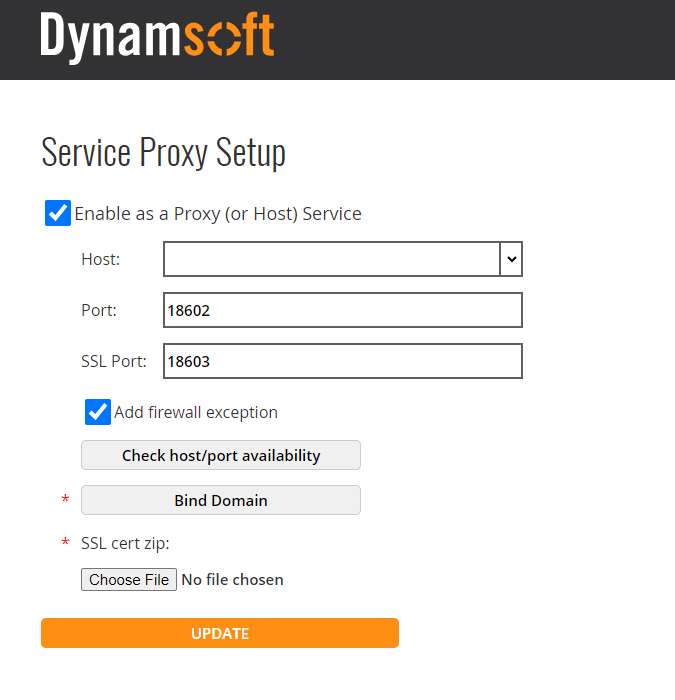 Dynamsoft
Service Proxy Setup
Enable as a Proxy (or Host) Service
Host:
Port: 18602
SSL Port: 18603
Add firewall exception
Check host/port availability
* Bind Domain
* SSL cert zip:
Choose File No file chosen
UPDATE